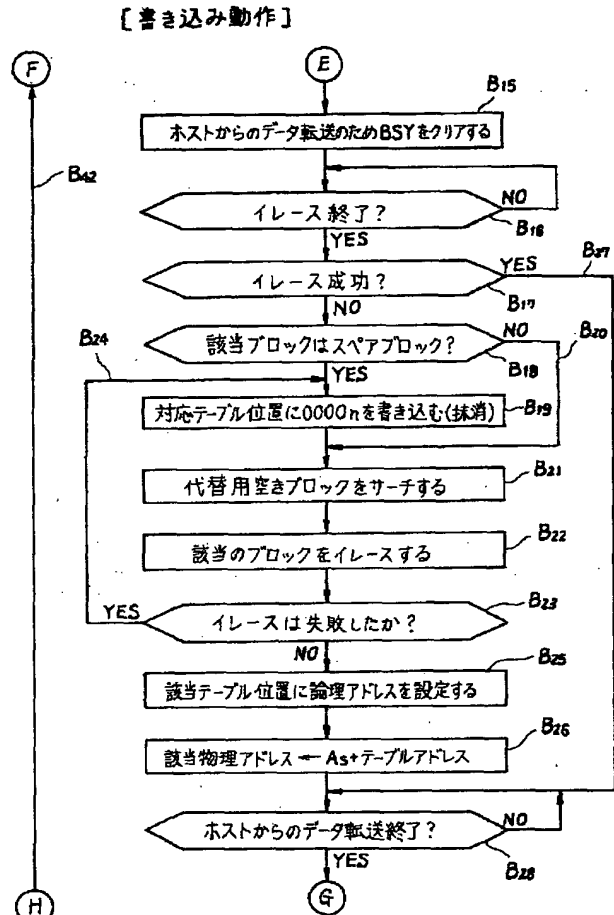 [書き込み動作]
F
E
B15
ホストからのデータ転送のためBSYをクリアする
B42
NO
イレース終了?
B16
YES
B27
YES
イレース成功?
B17
NO
B24
NO
B20
該当ブロックはスペアブロック?
B18
YES
対応テーブル位置に0000nを書き込む(抹消)
B19
B21
代替用空きブロックをサーチする
B22
該当のブロックをイレースする
B23
YES
イレースは失敗したか?
NO
B25
該当テーブル位置に論理アドレスを設定する
B26
該当物理アドレス ← As+テーブルアドレス
NO
ホストからのデータ転送終了?
B28
YES
H
G